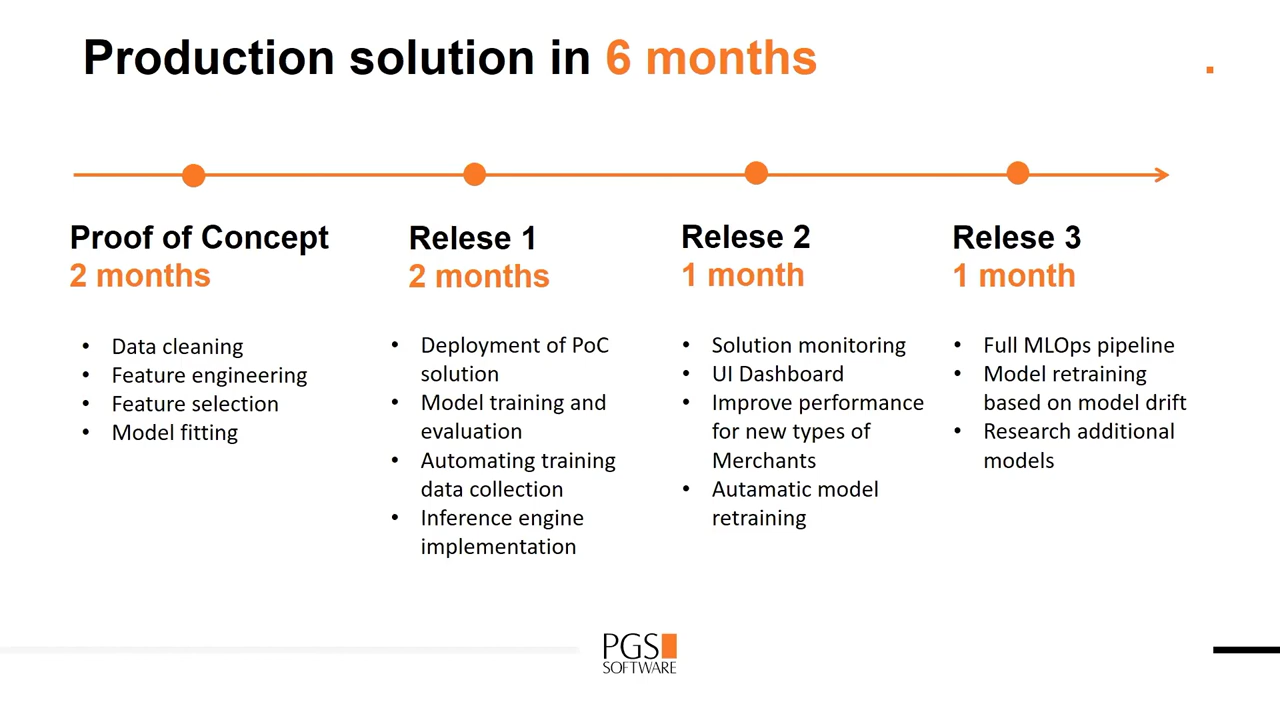 Production solution in 6 months
Proof of Concept
2 months
• Data cleaning
• Feature engineering
• Feature selection
• Model fitting
Relese 1
2 months
• Deployment of PoC
solution
• Model training and
evaluation
• Automating training
data collection
• Inference engine
implementation
Relese 2
1 month
• Solution monitoring
• UI Dashboard
• Improve performance
for new types of
Merchants
• Autamatic model
retraining
Relese 3
1 month
• Full MLOps pipeline
• Model retraining
based on model drift
• Research additional
models
PGS
SOFTWARE